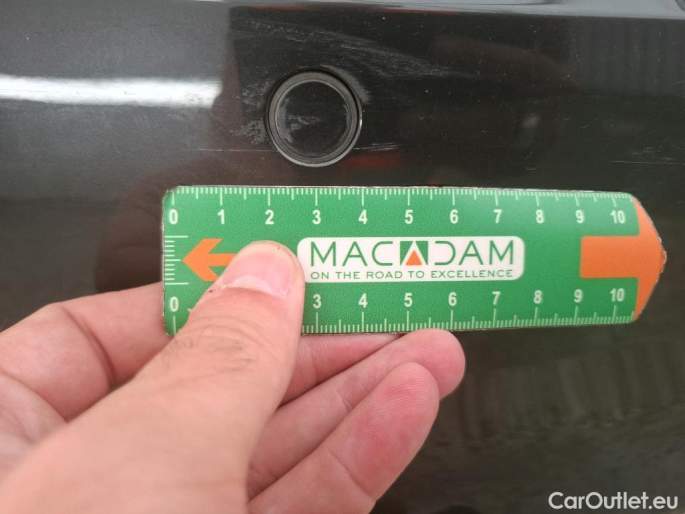 0 1 2 3 4 5 6 7 8 9 10
MACADAM
ON THE ROAD TO EXCELLENCE
0 3 4 5 6 7 8 9 10
CarOutlet.eu